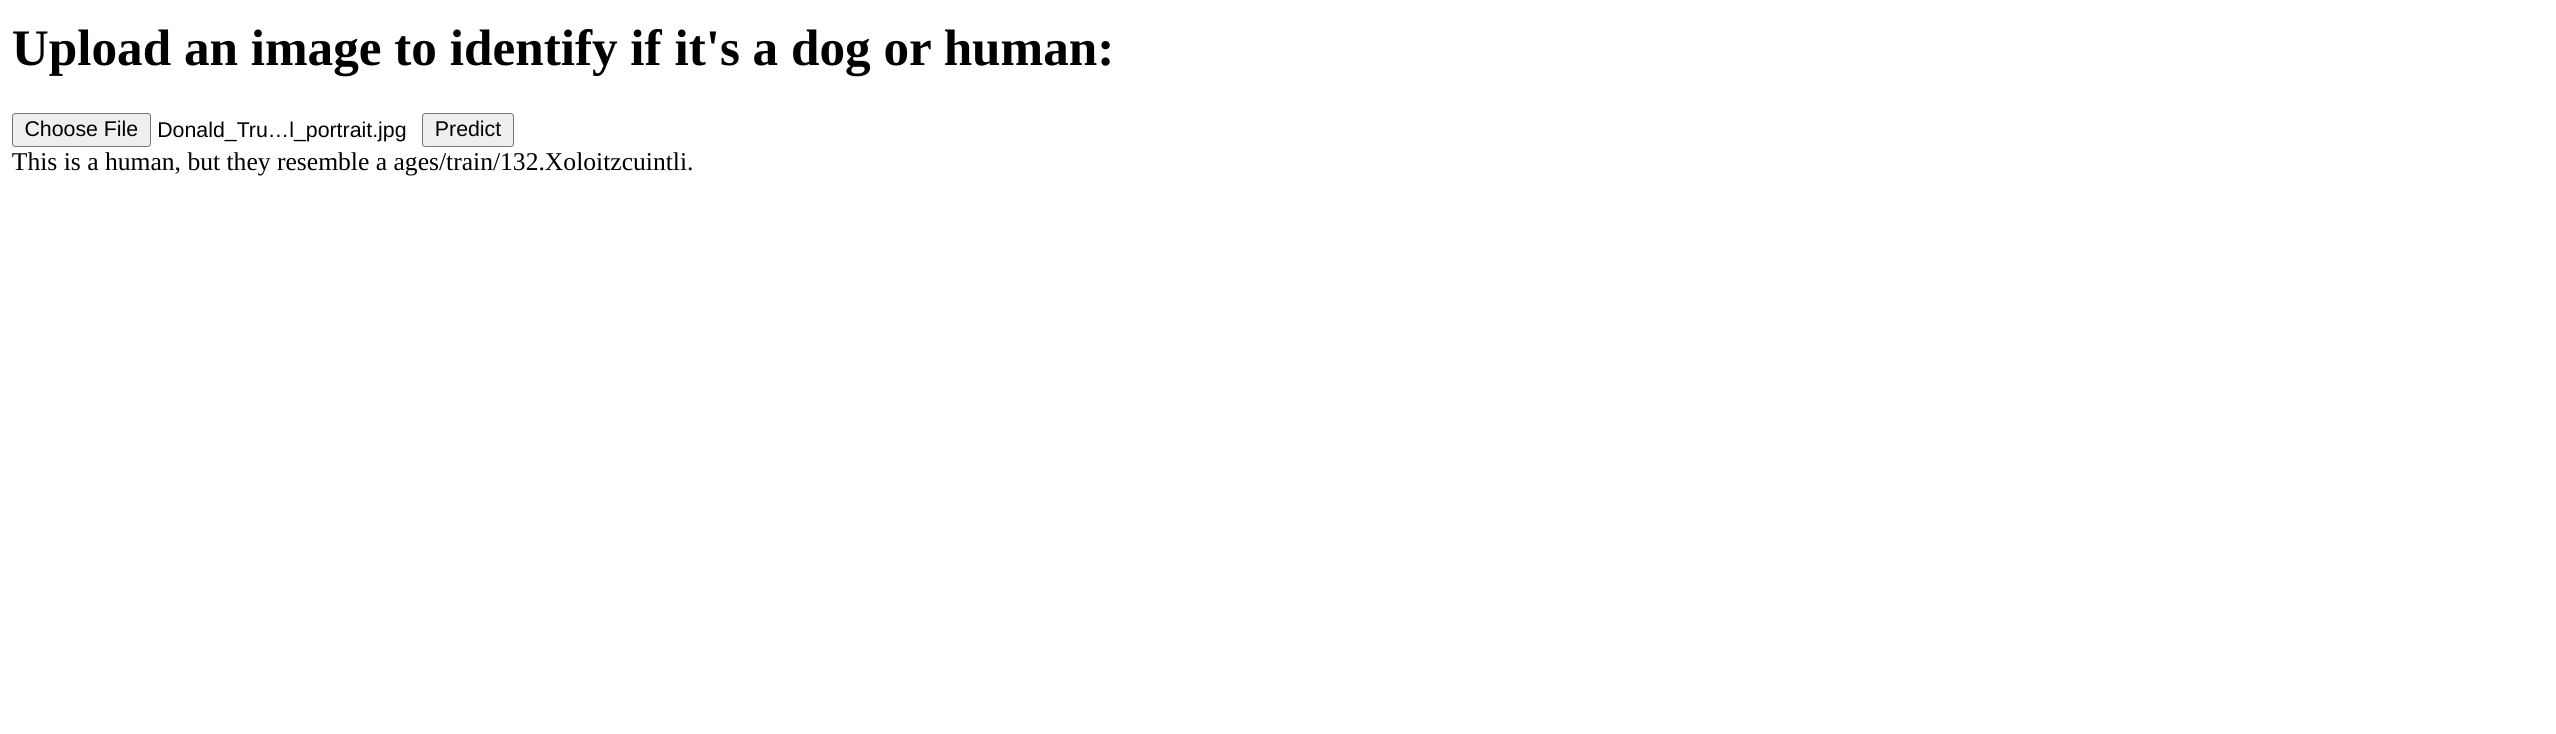 Upload an image to identify if it's a dog or human:
Choose File Donald_Tru…l_portrait.jpg Predict
This is a human, but they resemble a ages/train/132.Xoloitzcuintli.